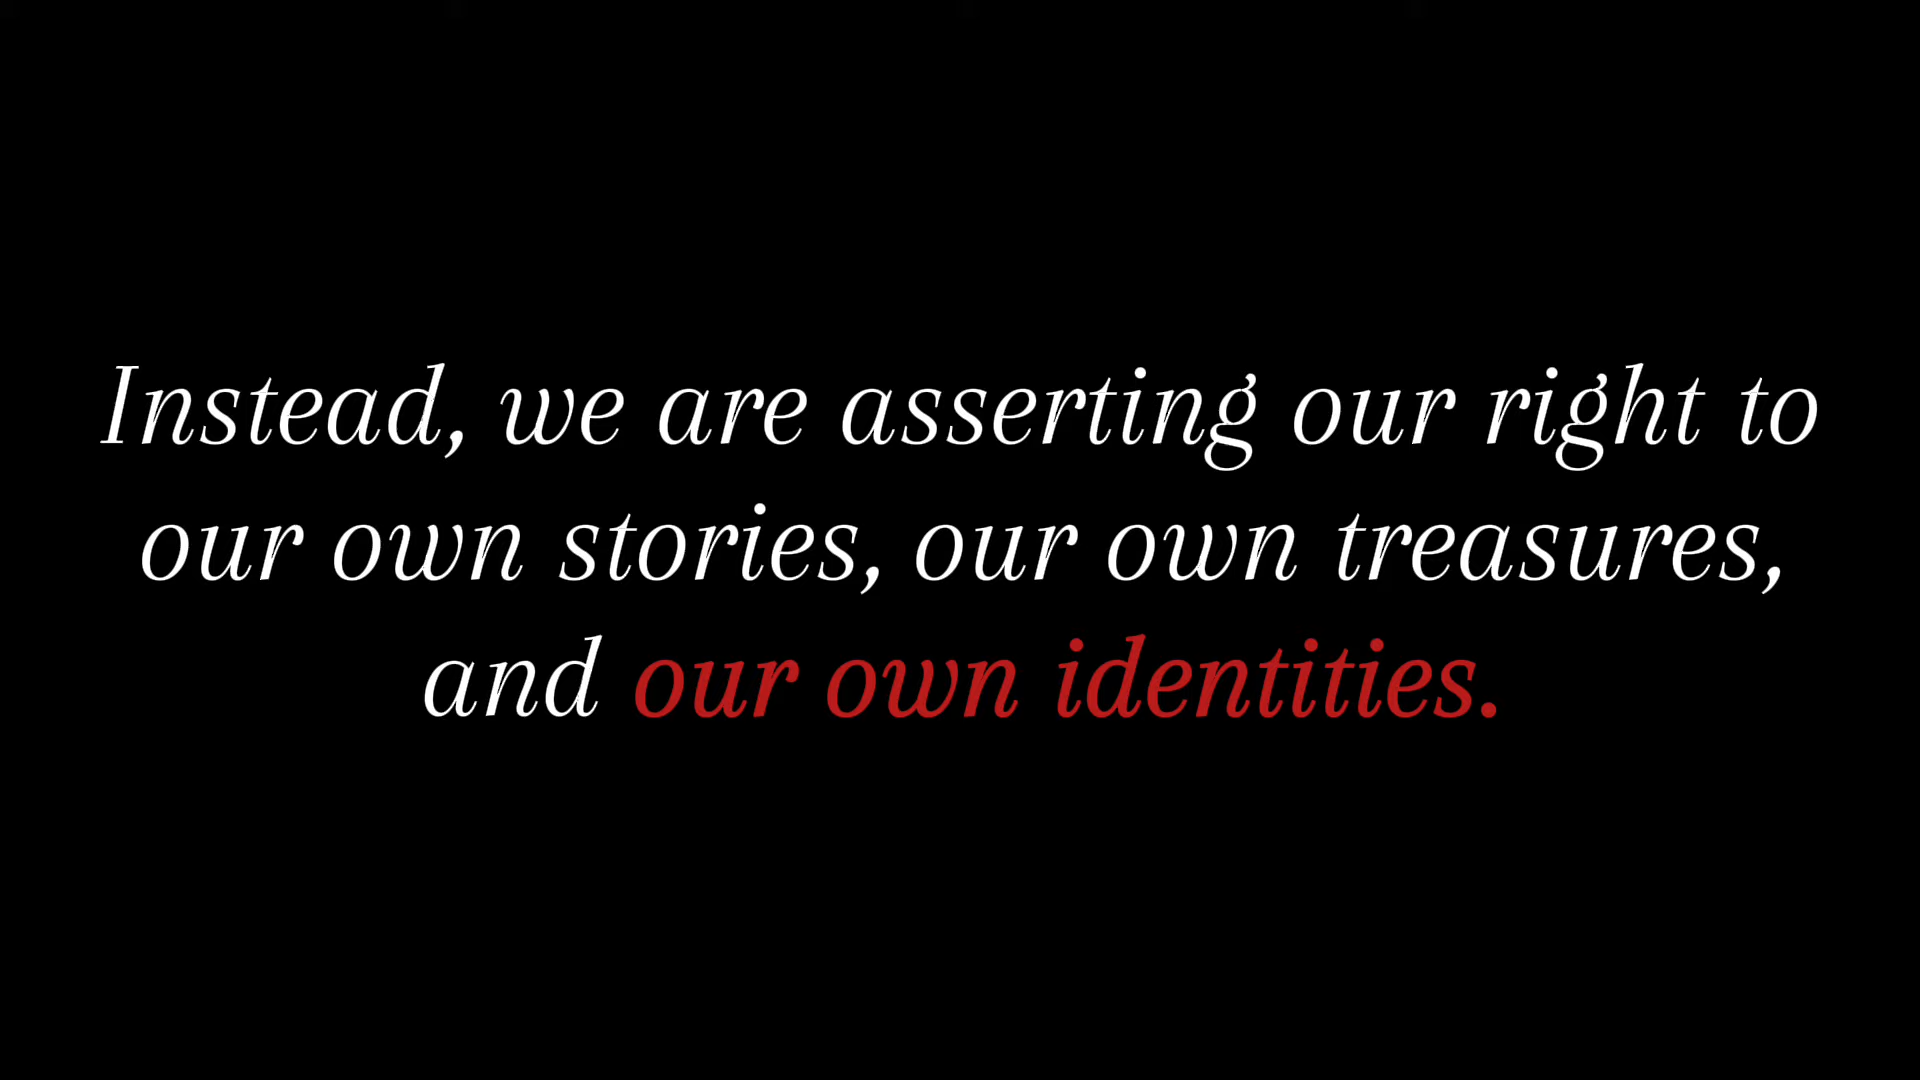 Instead, we are asserting our right to
our own stories, our own treasures,
and our own identities.